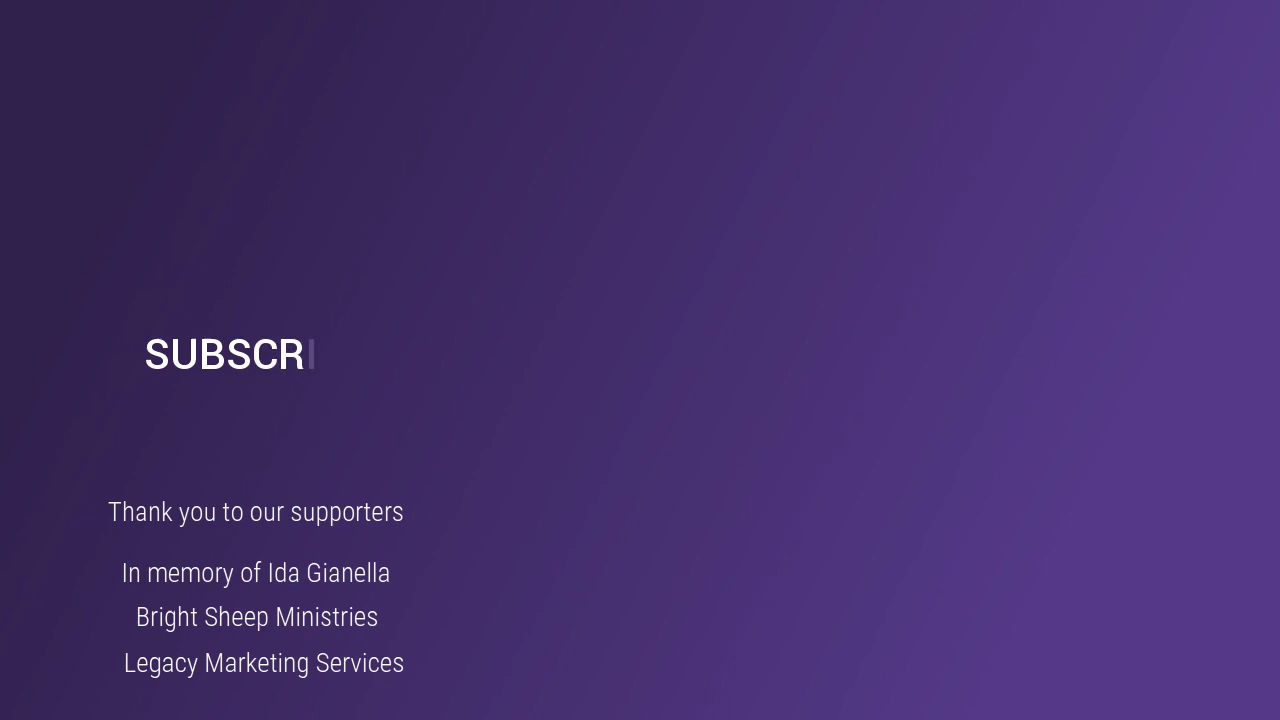 SUBSCRI
Thank you to our supporters
In memory of Ida Gianella
Bright Sheep Ministries
Legacy Marketing Services